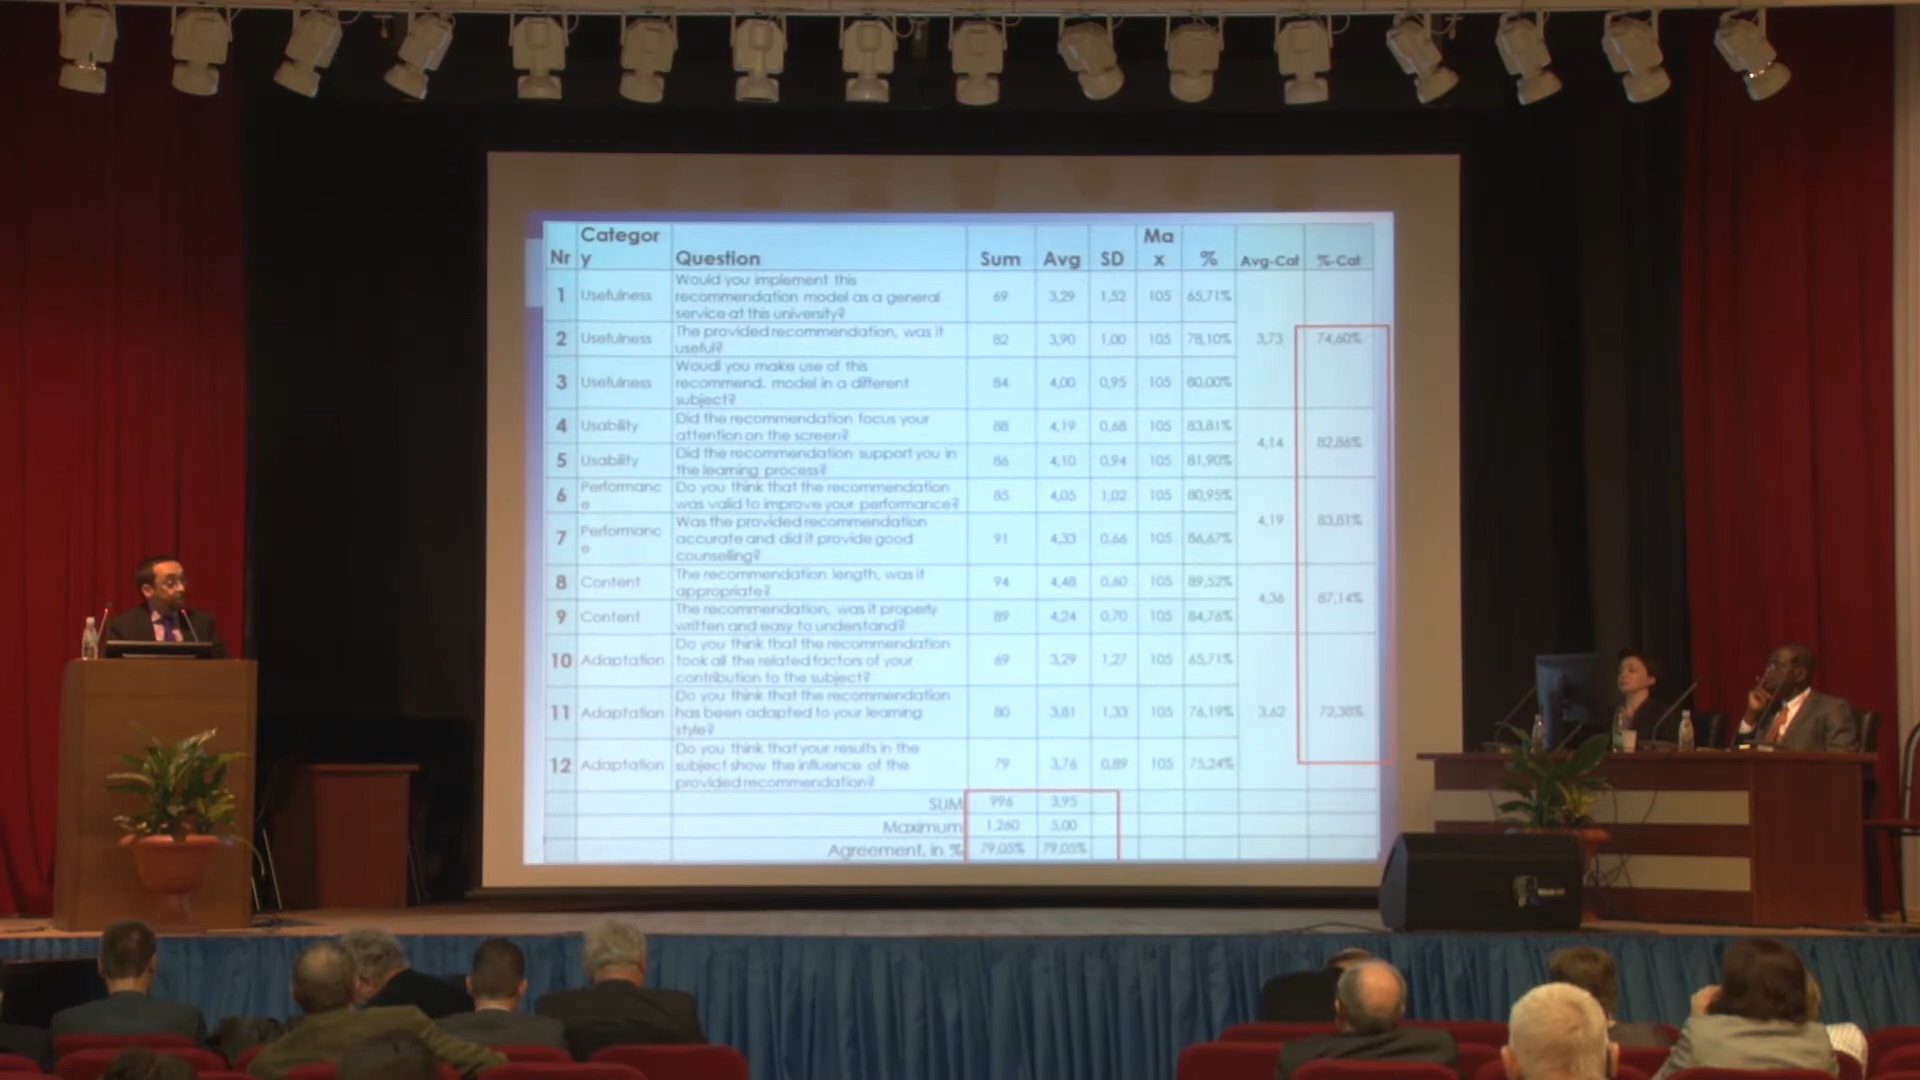 Nr Categor y Question Sum Avg SD Ma x % Avg-Cat %-Cat
1 Usefulness Would you implement this recommendation model as a general service at this university? 69 3,29 1,52 105 65,71%
2 Usefulness The provided recommendation, was it useful? 82 3,90 1,00 105 78,10% 3,73 74,60%
3 Usefulness Woudl you make use of this recommend. model in a different subject? 84 4,00 0,95 105 80,00%
4 Usability Did the recommendation focus your attention on the screen? 88 4,19 0,68 105 83,81% 4,14 82,86%
5 Usability Did the recommendation support you in the learning process? 86 4,10 0,94 105 81,90%
6 Performanc e Do you think that the recommendation was valid to improve your performance? 85 4,05 1,02 105 80,95% 4,19 83,81%
7 Performanc e Was the provided recommendation accurate and did it provide good counselling? 91 4,33 0,66 105 86,67%
8 Content The recommendation length, was it appropriate? 94 4,48 0,60 105 89,52% 4,36 87,14%
9 Content The recommendation, was it properly written and easy to understand? 89 4,24 0,70 105 84,76%
10 Adaptation Do you think that the recommendation took all the related factors of your contribution to the subject? 69 3,29 1,27 105 65,71%
11 Adaptation Do you think that the recommendation has been adapted to your learning style? 80 3,81 1,33 105 76,19% 3,62 72,38%
12 Adaptation Do you think that your results in the subject show the influence of the provided recommendation? 79 3,76 0,89 105 75,24%
SUM 996 3,95
Maximum 1.260 5,00
Agreement, in % 79,05% 79,05%